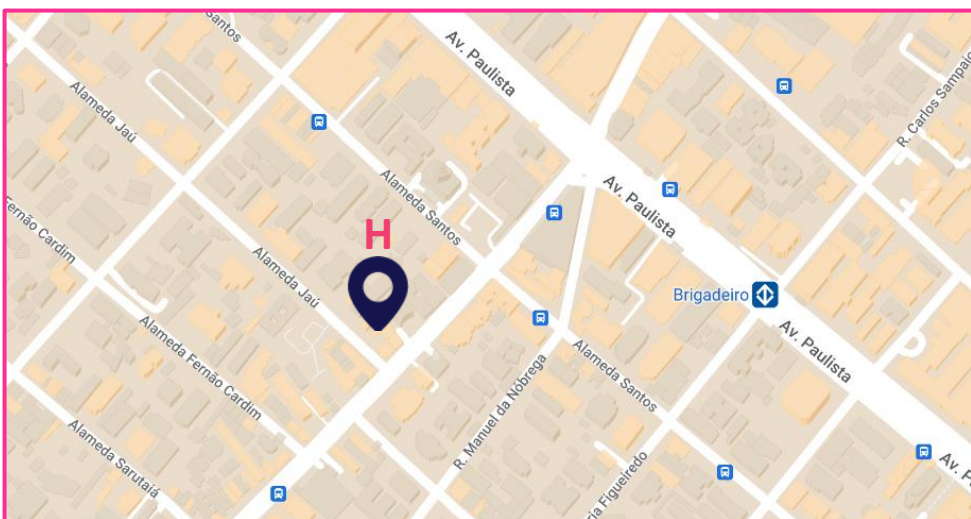 Santos
Av. Paulista
Alameda Jaú
R. Carlos Sampaio
Alameda Santos
Av. Paulista
Fernão Cardim
H
Alameda Jaú
Brigadeiro
Av. Paulista
Alameda Fernão Cardim
Alameda Santos
R. Manuel da Nóbrega
Alameda Sarutaiá
ria Figueiredo
Av. P